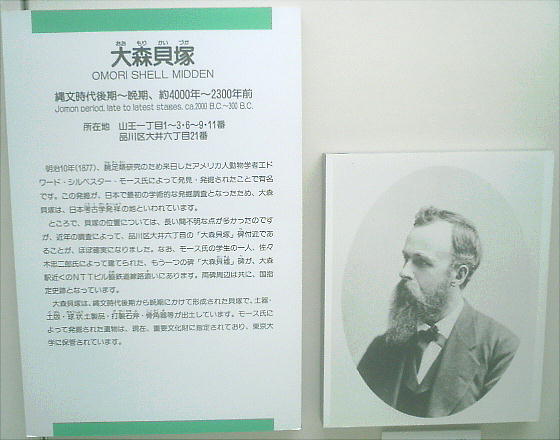 おお もり かい づか
大森貝塚
OMORI SHELL MIDDEN
縄文時代後期～晩期、約4000年～2300年前
Jomon period, late to latest stages, ca.2000 B.C.～300 B.C.
所在地 山王一丁目1～3・6～9・11番
品川区大井六丁目21番
明治10年(1877)、腕足類研究のため来日したアメリカ人動物学者エド
ワード・シルベスター・モース氏によって発見・発掘されたことで有名
です。この発掘が、日本で最初の学術的な発掘調査となったため、大森
貝塚は、日本考古学発祥の地といわれています。
ところで、貝塚の位置については、長い間不明な点が多かったのです
が、近年の調査によって、品川区大井六丁目の「大森貝塚」碑付近であ
ることが、ほぼ確実になりました。なお、モース氏の学生の一人、佐々
木忠二郎氏によって建てられた、もう一つの碑「大森貝墟」碑が、大森
駅近くのNTTビル脇鉄道線路沿いにあります。両碑周辺は共に、国指
定史跡となっています。
大森貝塚は、縄文時代後期から晩期にかけて形成された貝塚で、土器・
土版・球状土製品・打製石斧・骨角器等が出土しています。モース氏に
よって発掘された遺物は、現在、重要文化財に指定されており、東京大
学に保管されています。